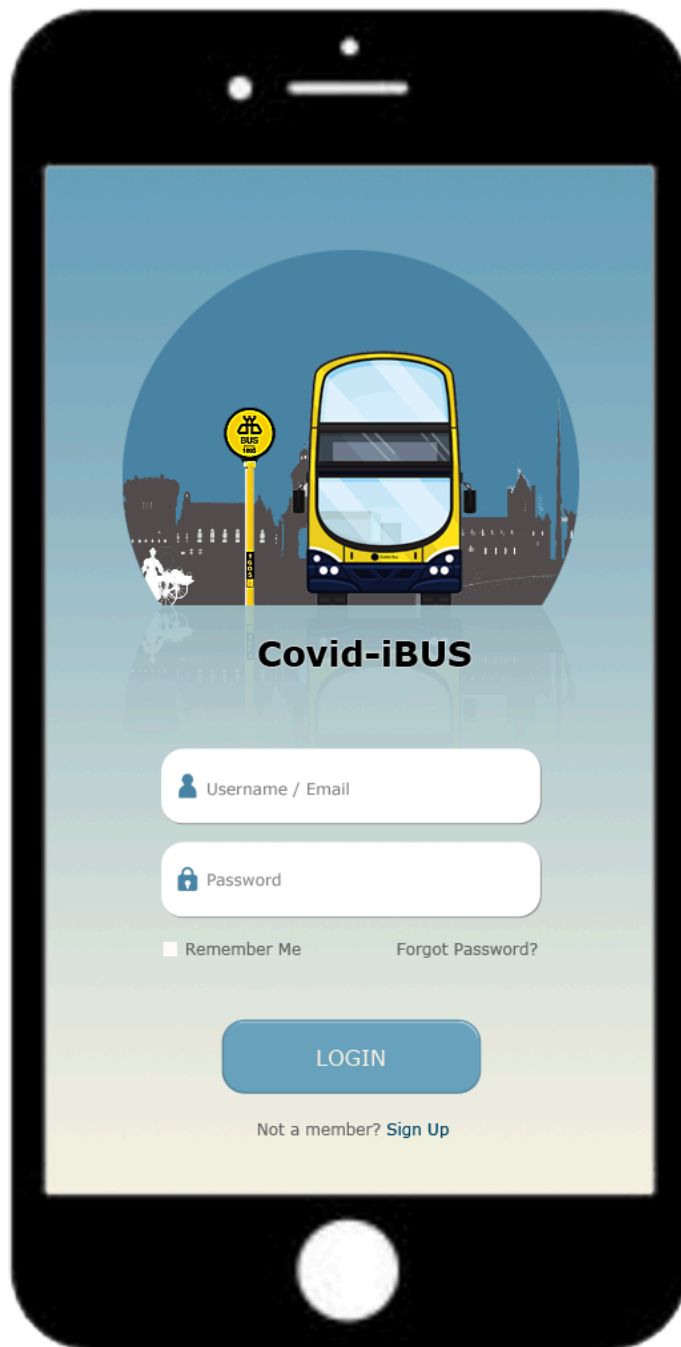 BUS
Covid-iBUS
Username / Email
Password
Remember Me
Forgot Password?
LOGIN
Not a member? Sign Up